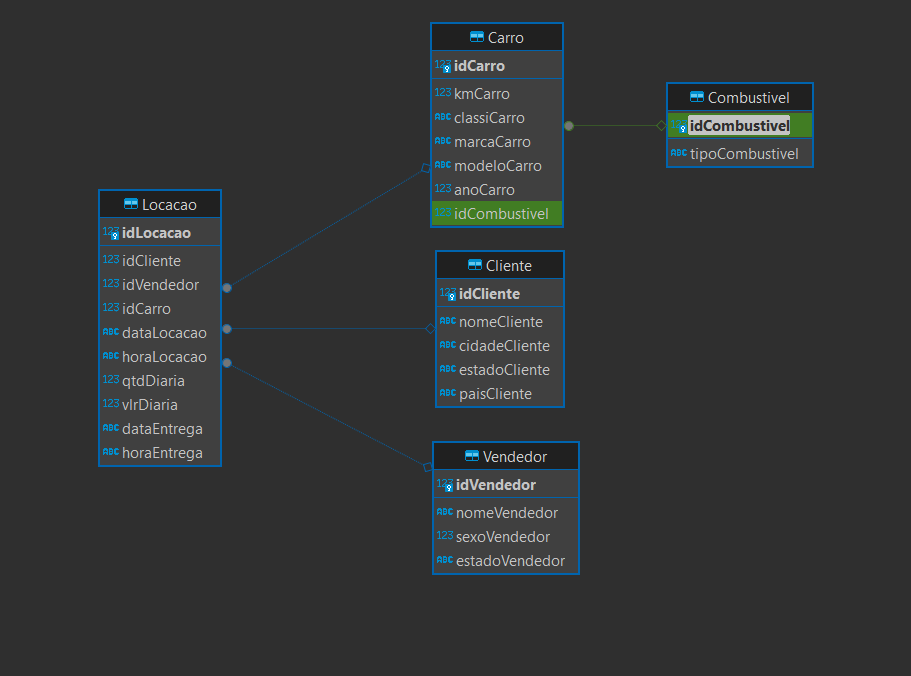 Carro
123 idCarro
123 kmCarro
ABC classiCarro
ABC marcaCarro
ABC modeloCarro
123 anoCarro
123 idCombustivel
Combustivel
123 idCombustivel
ABC tipoCombustivel
Locacao
123 idLocacao
123 idCliente
123 idVendedor
123 idCarro
ABC dataLocacao
ABC horaLocacao
123 qtdDiaria
123 vlrDiaria
ABC dataEntrega
ABC horaEntrega
Cliente
123 idCliente
ABC nomeCliente
ABC cidadeCliente
ABC estadoCliente
ABC paisCliente
Vendedor
123 idVendedor
ABC nomeVendedor
123 sexoVendedor
ABC estadoVendedor